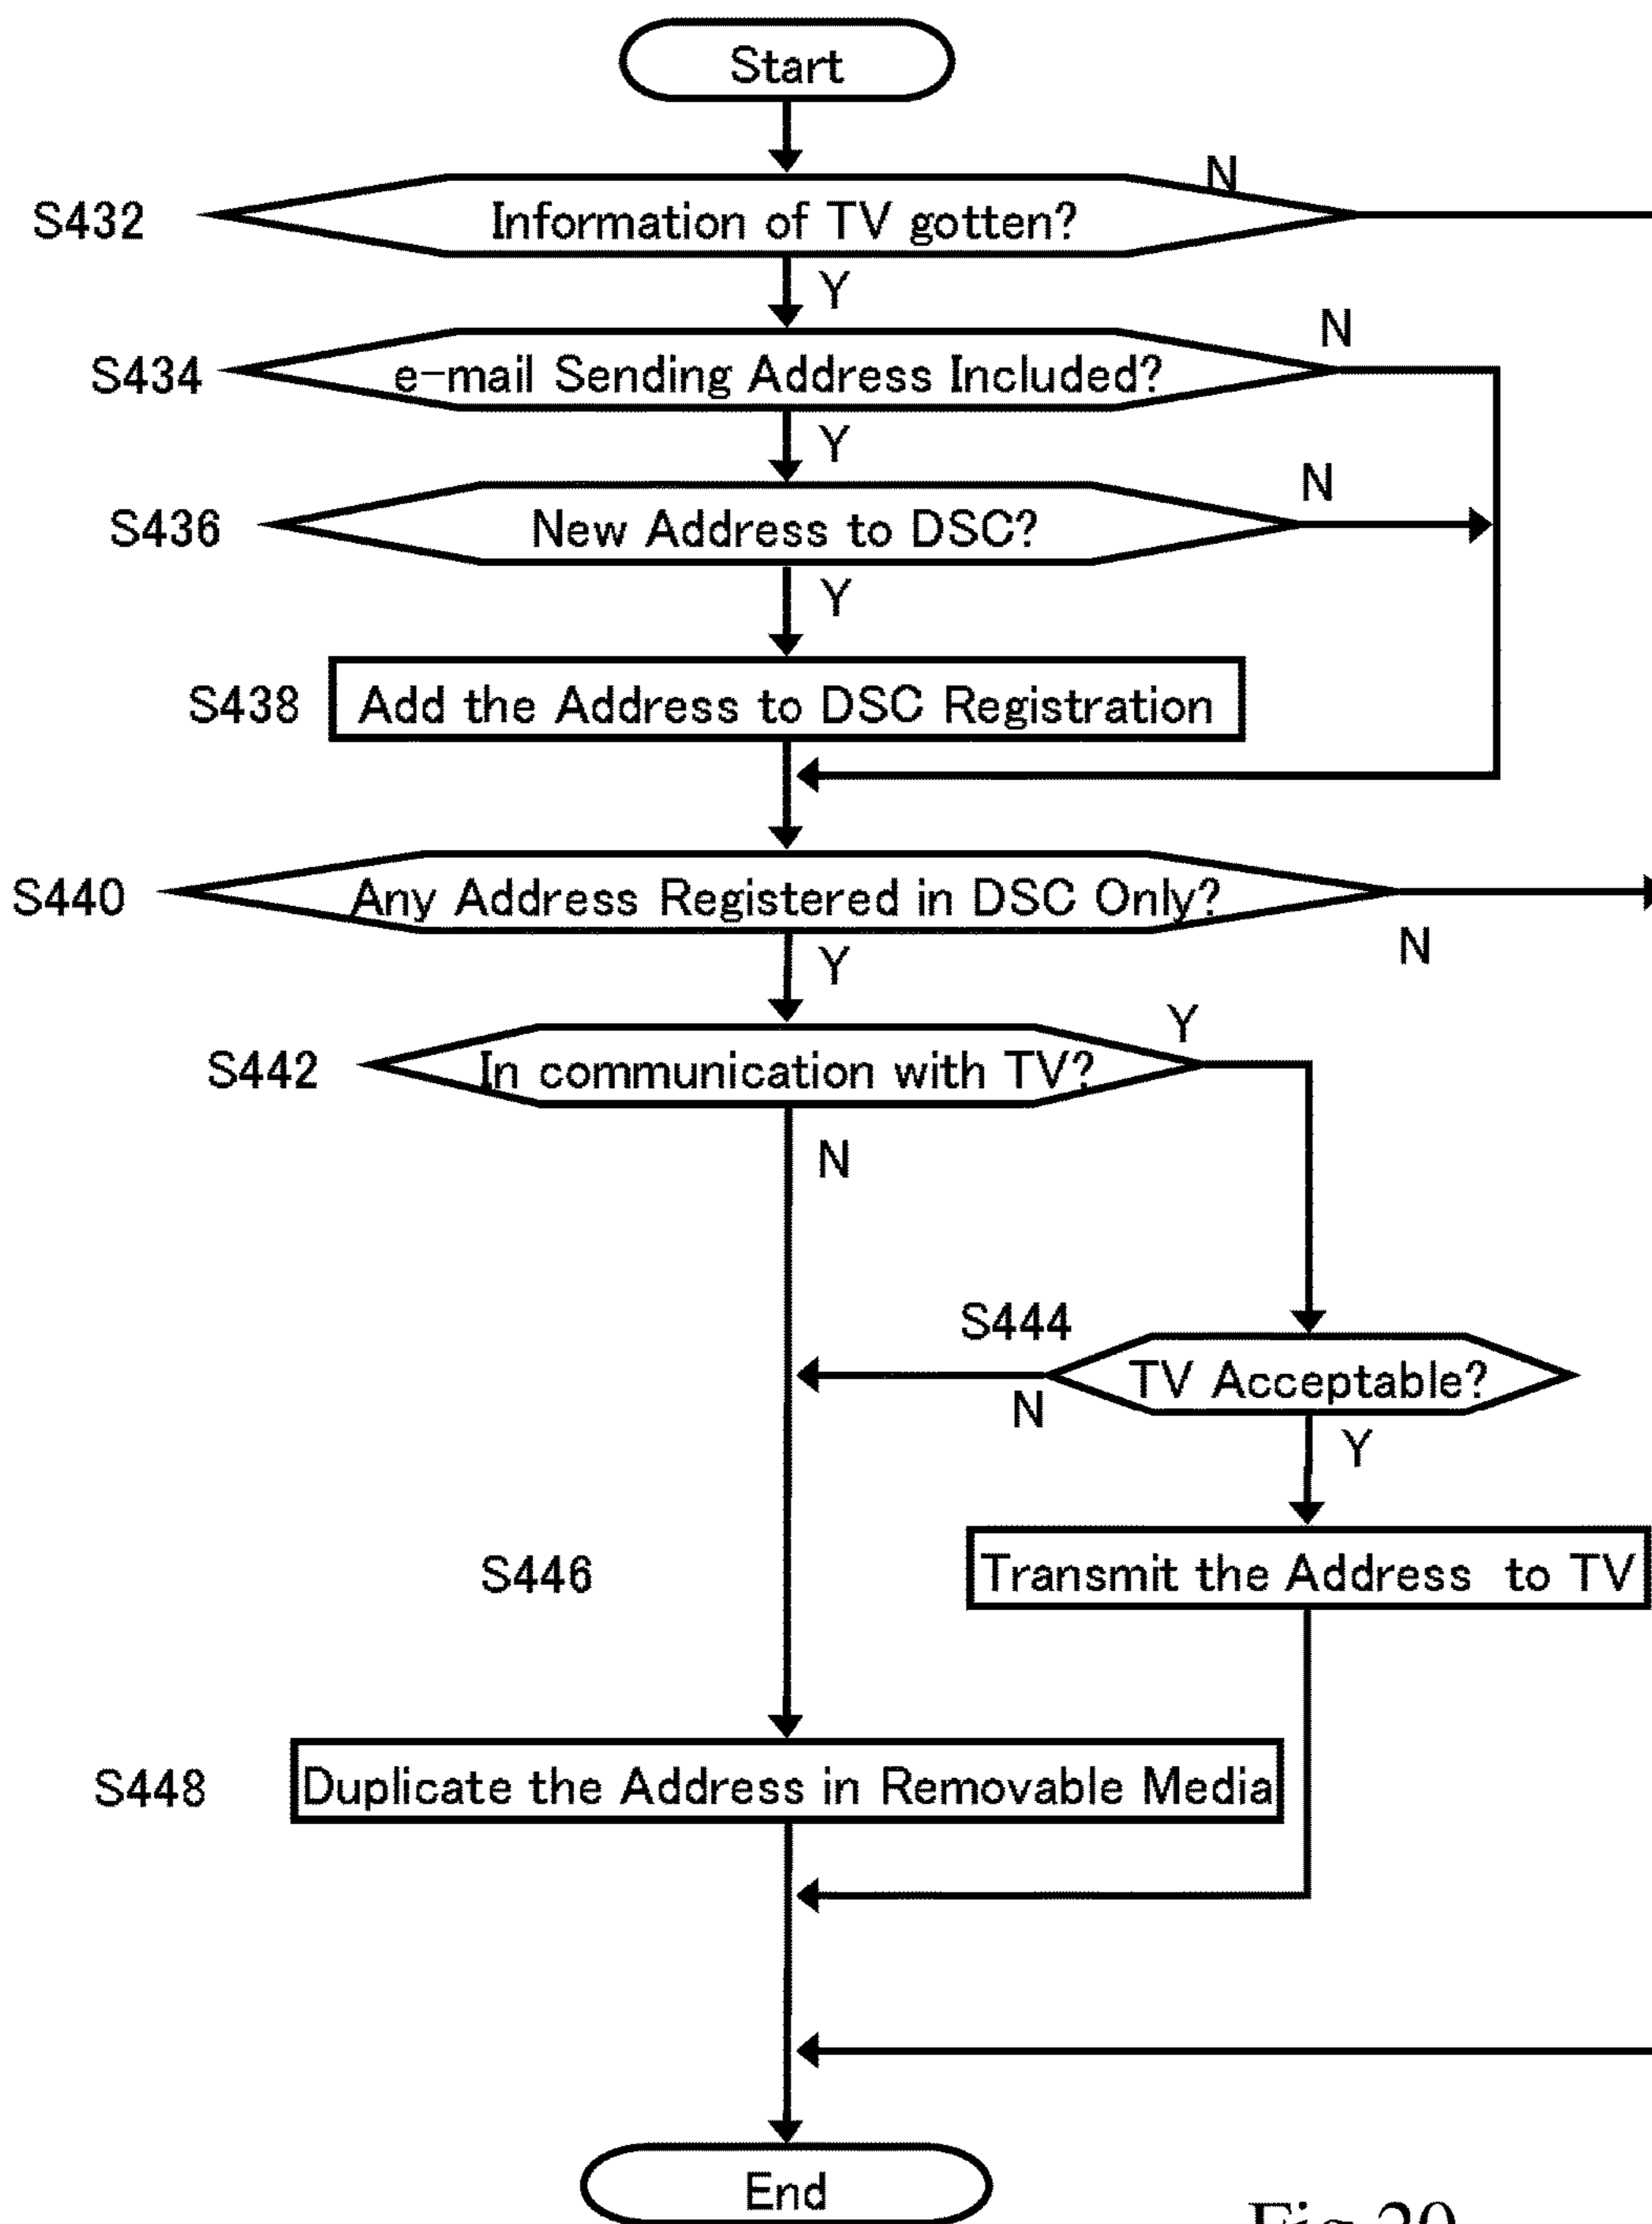 Start
N
S432 Information of TV gotten?
Y
N
S434 e-mail Sending Address Included?
Y
N
S436 New Address to DSC?
Y
S438 Add the Address to DSC Registration
S440 Any Address Registered in DSC Only?
N
Y
Y
S442 In communication with TV?
N
S444
TV Acceptable?
N
Y
S446 Transmit the Address to TV
S448 Duplicate the Address in Removable Media
End
Fig.20